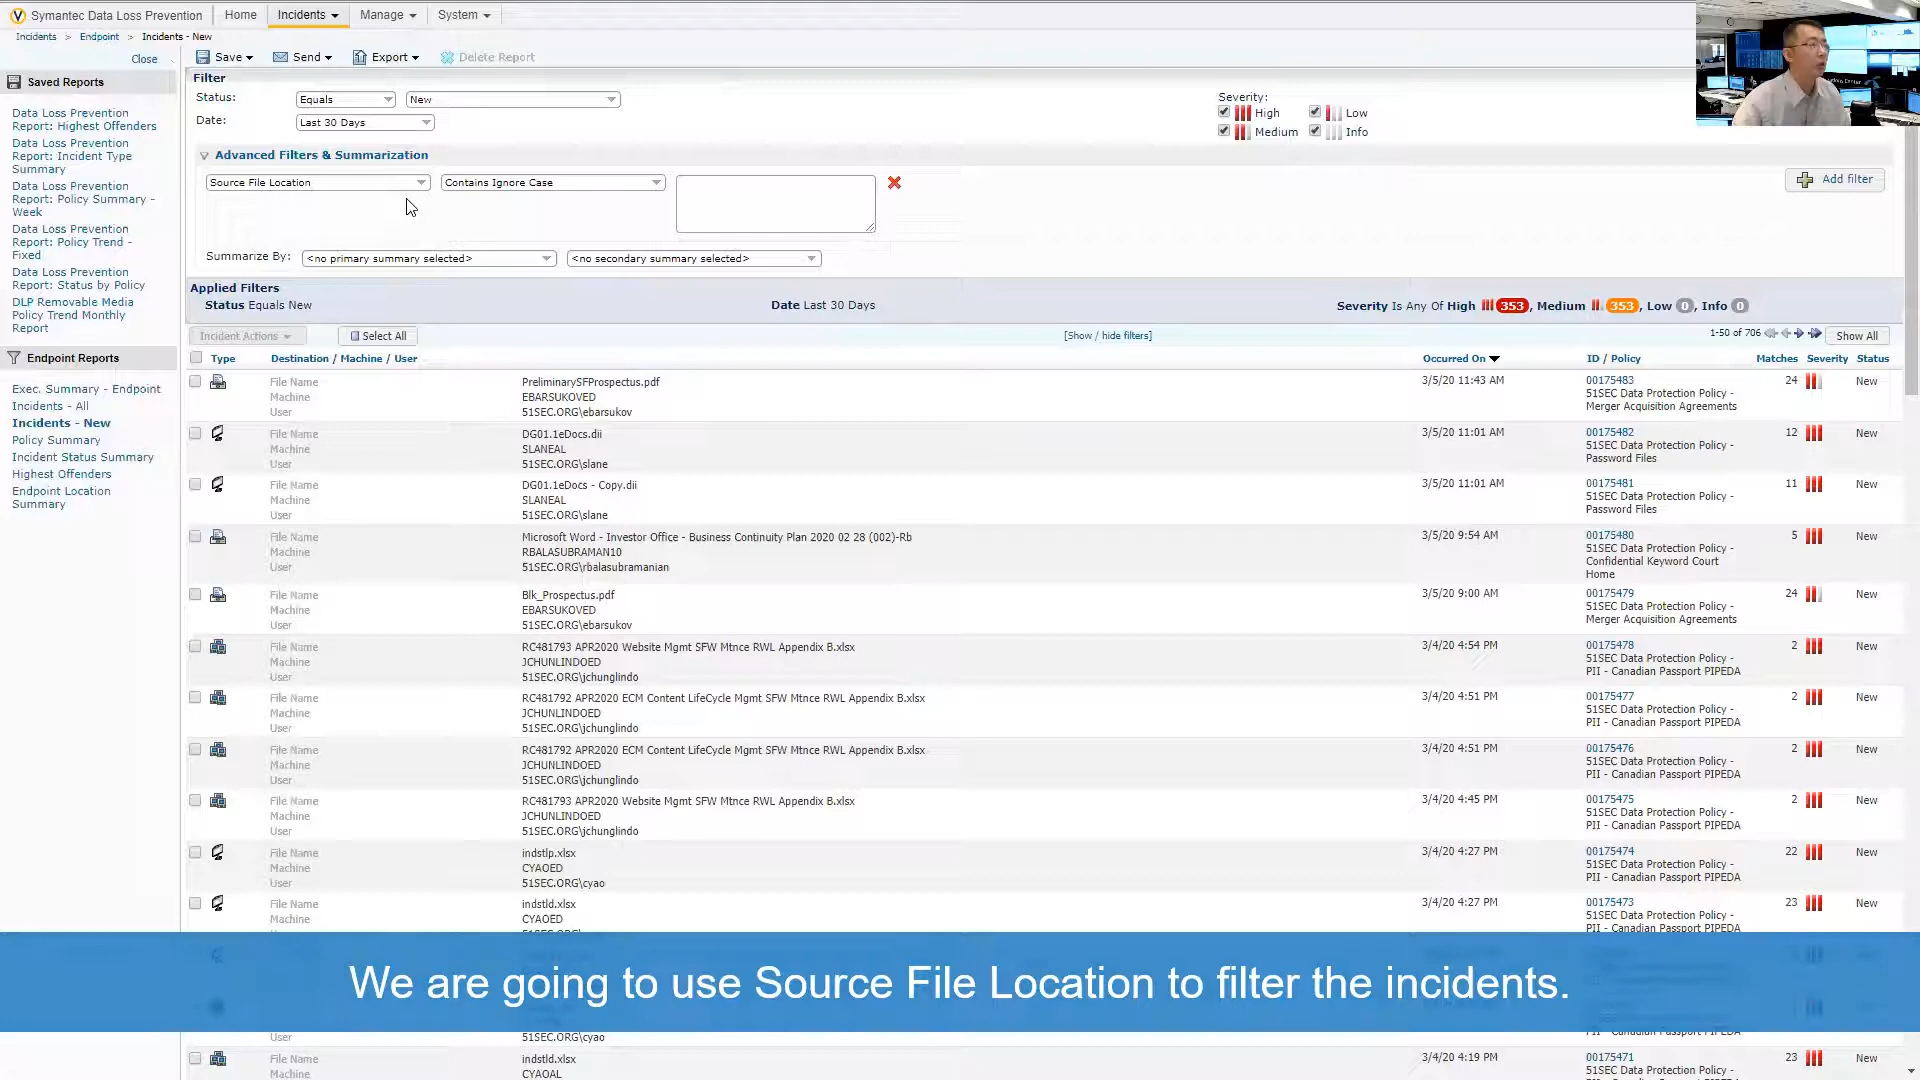 Symantec Data Loss Prevention
Home
Incidents
Manage
System
Incidents > Endpoint > Incidents - New
Close
Save
Send
Export
Delete Report
Saved Reports
Data Loss Prevention
Report: Highest Offenders
Data Loss Prevention
Report: Incident Type
Summary
Data Loss Prevention
Report: Policy Summary -
Week
Data Loss Prevention
Report: Policy Trend -
Fixed
Data Loss Prevention
Report: Status by Policy
DLP Removable Media
Policy Trend Monthly
Report
Endpoint Reports
Exec. Summary - Endpoint
Incidents - All
Incidents - New
Policy Summary
Incident Status Summary
Highest Offenders
Endpoint Location
Summary
Filter
Status: Equals New
Date: Last 30 Days
Severity:
High Low
Medium Info
Advanced Filters & Summarization
Source File Location Contains Ignore Case
Add filter
Summarize By: <no primary summary selected> <no secondary summary selected>
Applied Filters
Status Equals New Date Last 30 Days Severity Is Any Of High 353, Medium 353, Low 0, Info 0
Incident Actions Select All [Show / hide filters] 1-50 of 706 Show All
Type Destination / Machine / User Occurred On ID / Policy Matches Severity Status
File Name PreliminarySFProspectus.pdf 3/5/20 11:43 AM 00175483 24 New
Machine EBARSUKOVED 51SEC Data Protection Policy -
User 51SEC.ORG\ebarsukov Merger Acquisition Agreements
File Name DG01.1eDocs.dii 3/5/20 11:01 AM 00175482 12 New
Machine SLANEAL 51SEC Data Protection Policy -
User 51SEC.ORG\slane Password Files
File Name DG01.1eDocs - Copy.dii 3/5/20 11:01 AM 00175481 11 New
Machine SLANEAL 51SEC Data Protection Policy -
User 51SEC.ORG\slane Password Files
File Name Microsoft Word - Investor Office - Business Continuity Plan 2020 02 28 (002)-Rb 3/5/20 9:54 AM 00175480 5 New
Machine RBALASUBRAMAN10 51SEC Data Protection Policy -
User 51SEC.ORG\rbalasubramanian Confidential Keyword Court
Home
File Name Blk_Prospectus.pdf 3/5/20 9:00 AM 00175479 24 New
Machine EBARSUKOVED 51SEC Data Protection Policy -
User 51SEC.ORG\ebarsukov Merger Acquisition Agreements
File Name RC481793 APR2020 Website Mgmt SFW Mtnce RWL Appendix B.xlsx 3/4/20 4:54 PM 00175478 2 New
Machine JCHUNLINDOED 51SEC Data Protection Policy -
User 51SEC.ORG\jchunglindo PII - Canadian Passport PIPEDA
File Name RC481792 APR2020 ECM Content LifeCycle Mgmt SFW Mtnce RWL Appendix B.xlsx 3/4/20 4:51 PM 00175477 2 New
Machine JCHUNLINDOED 51SEC Data Protection Policy -
User 51SEC.ORG\jchunglindo PII - Canadian Passport PIPEDA
File Name RC481792 APR2020 ECM Content LifeCycle Mgmt SFW Mtnce RWL Appendix B.xlsx 3/4/20 4:51 PM 00175476 2 New
Machine JCHUNLINDOED 51SEC Data Protection Policy -
User 51SEC.ORG\jchunglindo PII - Canadian Passport PIPEDA
File Name RC481793 APR2020 Website Mgmt SFW Mtnce RWL Appendix B.xlsx 3/4/20 4:45 PM 00175475 2 New
Machine JCHUNLINDOED 51SEC Data Protection Policy -
User 51SEC.ORG\jchunglindo PII - Canadian Passport PIPEDA
File Name indstlp.xlsx 3/4/20 4:27 PM 00175474 22 New
Machine CYAOED 51SEC Data Protection Policy -
User 51SEC.ORG\cyao PII - Canadian Passport PIPEDA
File Name indstld.xlsx 3/4/20 4:27 PM 00175473 23 New
Machine CYAOED 51SEC Data Protection Policy -
PII - Canadian Passport PIPEDA
We are going to use Source File Location to filter the incidents.
User 51SEC.ORG\cyao PII - Canadian Passport PIPEDA
File Name indstld.xlsx 3/4/20 4:19 PM 00175471 23 New
Machine CYAOAL 51SEC Data Protection Policy -